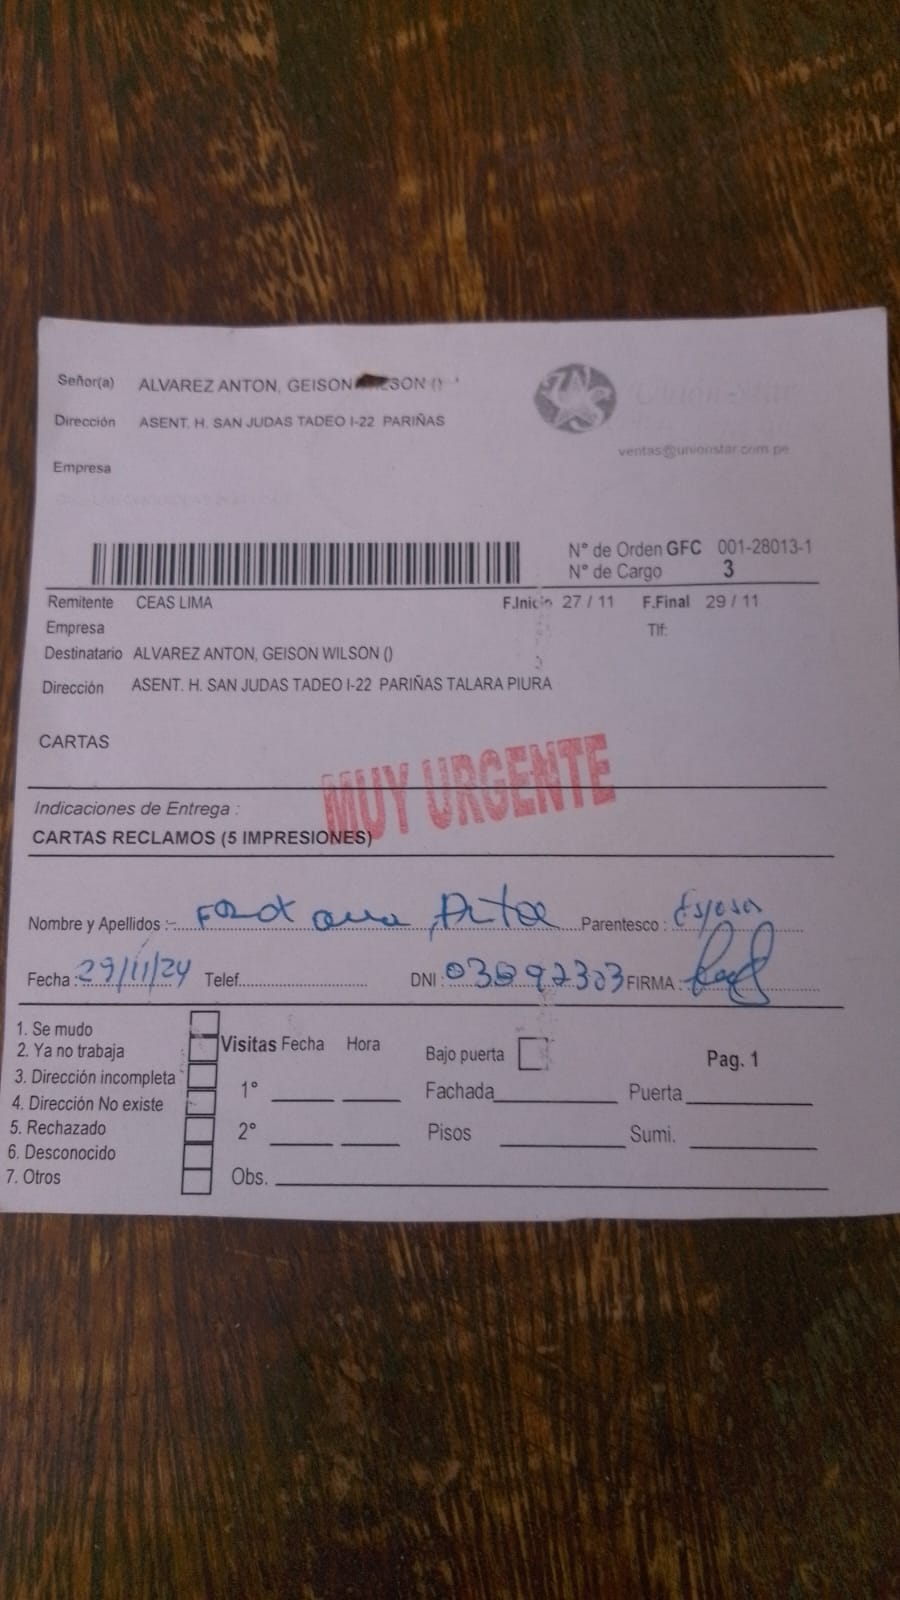 Señor(a) ALVAREZ ANTON, GEISON WILSON ()
Dirección ASENT. H. SAN JUDAS TADEO I-22 PARIÑAS
Union Star
ventas@unionstar.com.pe
Empresa
N° de Orden GFC 001-28013-1
N° de Cargo 3
Remitente CEAS LIMA F.Inicio 27 / 11 F.Final 29 / 11
Empresa Tlf:
Destinatario ALVAREZ ANTON, GEISON WILSON ()
Dirección ASENT. H. SAN JUDAS TADEO I-22 PARIÑAS TALARA PIURA
CARTAS
MUY URGENTE
Indicaciones de Entrega :
CARTAS RECLAMOS (5 IMPRESIONES)
Nombre y Apellidos : Parentesco : Esposa
Fecha : 29/11/24 Telef. DNI : FIRMA :
1. Se mudo
2. Ya no trabaja
3. Dirección incompleta
4. Dirección No existe
5. Rechazado
6. Desconocido
7. Otros
Visitas Fecha Hora
1°
2°
Obs.
Bajo puerta Pag. 1
Fachada Puerta
Pisos Sumi.